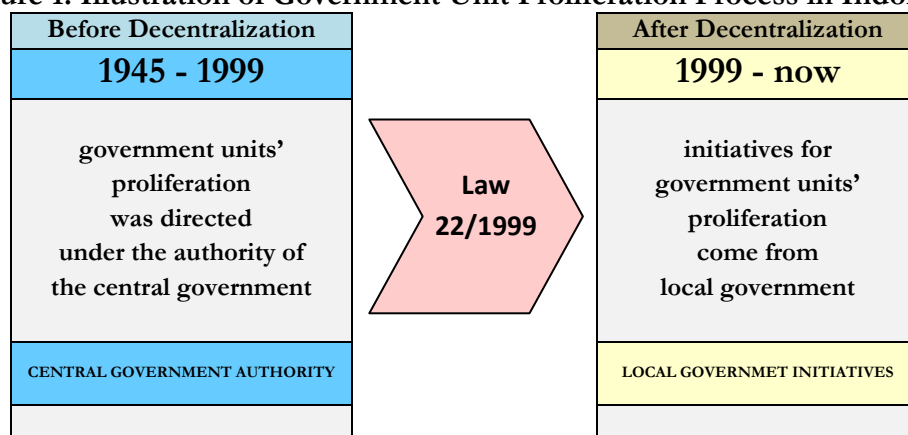 Before Decentralization
1945 - 1999
government units’
proliferation
was directed
under the authority of
the central government
CENTRAL GOVERNMENT AUTHORITY
Law
22/1999
After Decentralization
1999 - now
initiatives for
government units’
proliferation
come from
local government
LOCAL GOVERNMET INITIATIVES